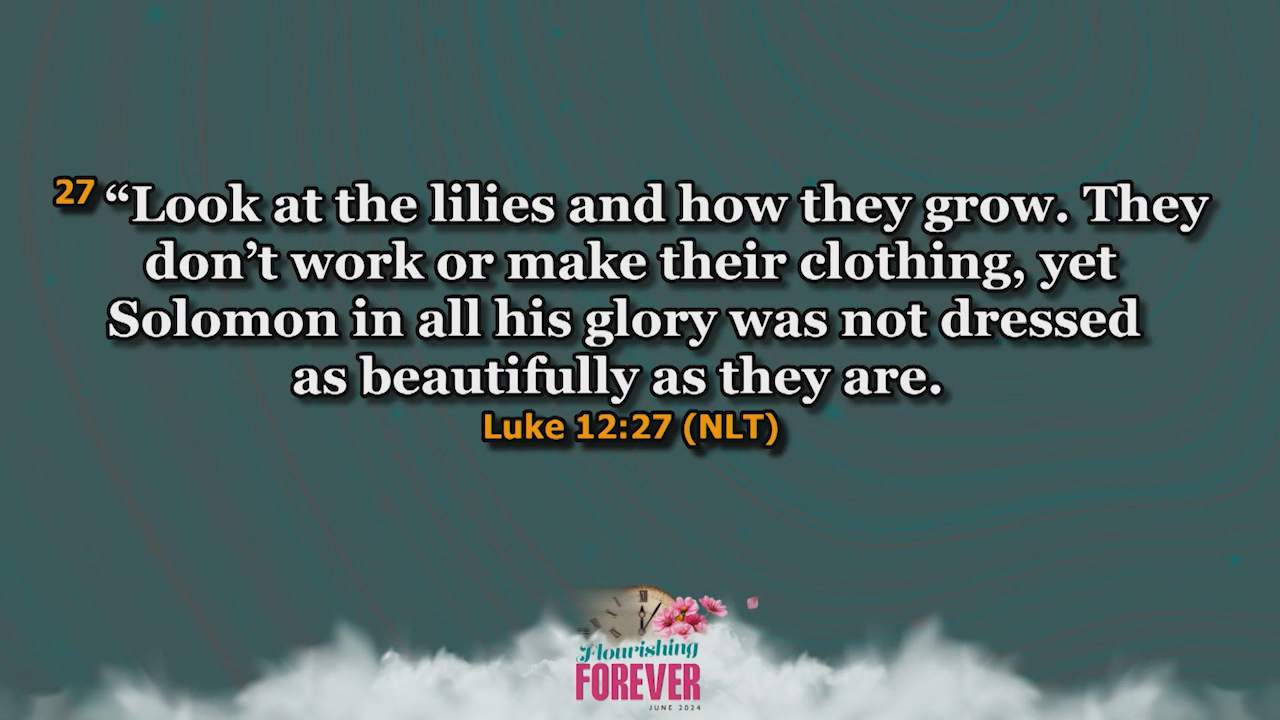 27 “Look at the lilies and how they grow. They
don’t work or make their clothing, yet
Solomon in all his glory was not dressed
as beautifully as they are.
Luke 12:27 (NLT)
XII
Flourishing
FOREVER
JUNE 2024